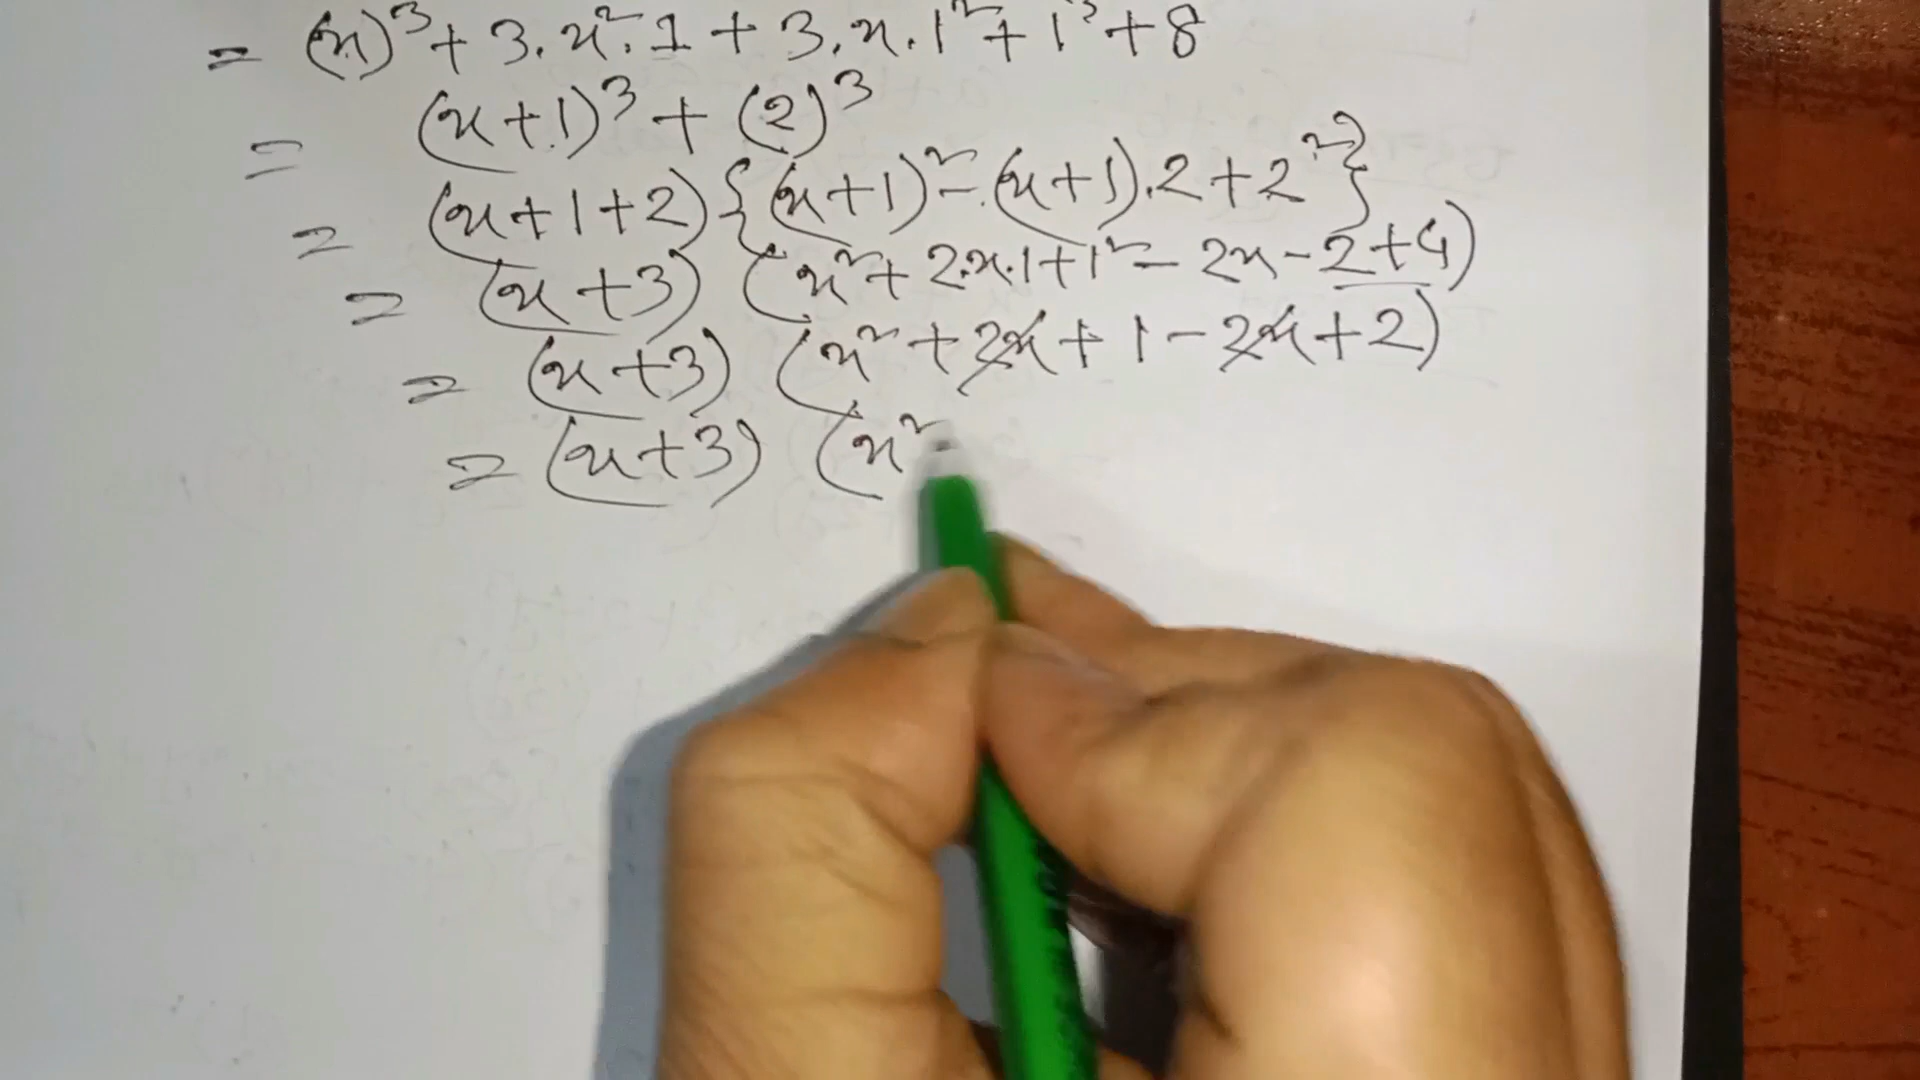 = (x)³ + 3.x².1 + 3.x.1² + 1³ + 8
= (x+1)³ + (2)³
= (x+1+2) {(x+1)² - (x+1).2 + 2²}
= (x+3) (x² + 2.x.1 + 1² - 2x - 2 + 4)
= (x+3) (x² + 2x + 1 - 2x + 2)
= (x+3) (x²